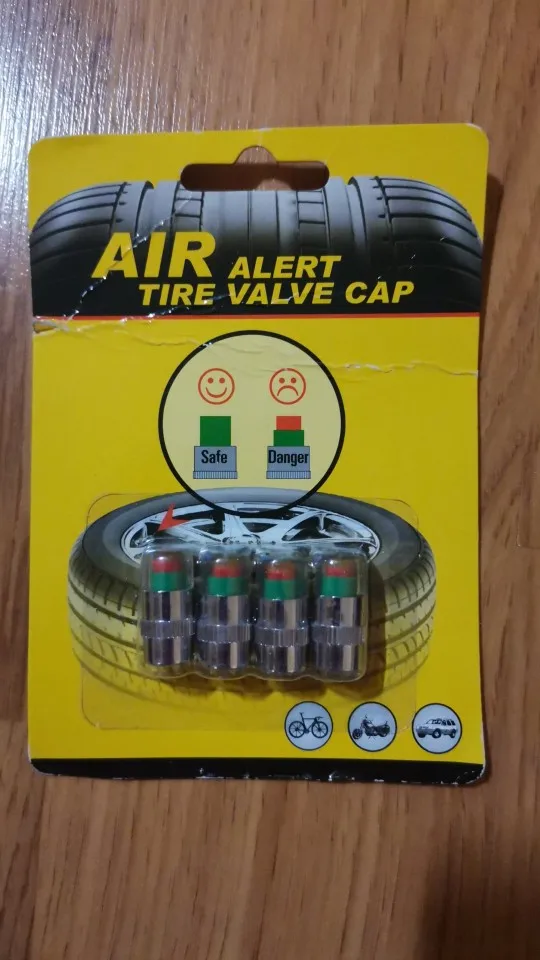 AIR ALERT
TIRE VALVE CAP
Safe Danger